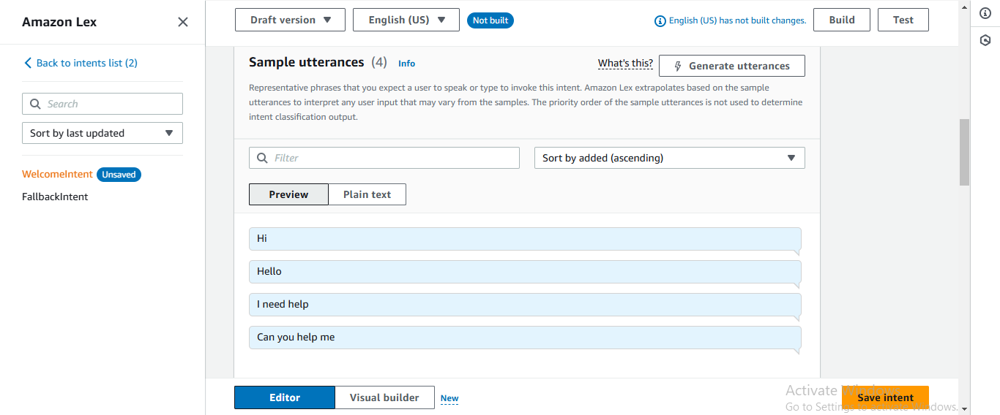 Amazon Lex
Back to intents list (2)
Search
Sort by last updated
WelcomeIntent Unsaved
FallbackIntent
Draft version English (US) Not built English (US) has not built changes. Build Test
Sample utterances (4) Info What's this? Generate utterances
Representative phrases that you expect a user to speak or type to invoke this intent. Amazon Lex extrapolates based on the sample
utterances to interpret any user input that may vary from the samples. The priority order of the sample utterances is not used to determine
intent classification output.
Filter Sort by added (ascending)
Preview Plain text
Hi
Hello
I need help
Can you help me
Editor Visual builder New Save intent
Activate Windows
Go to Settings to activate Windows.